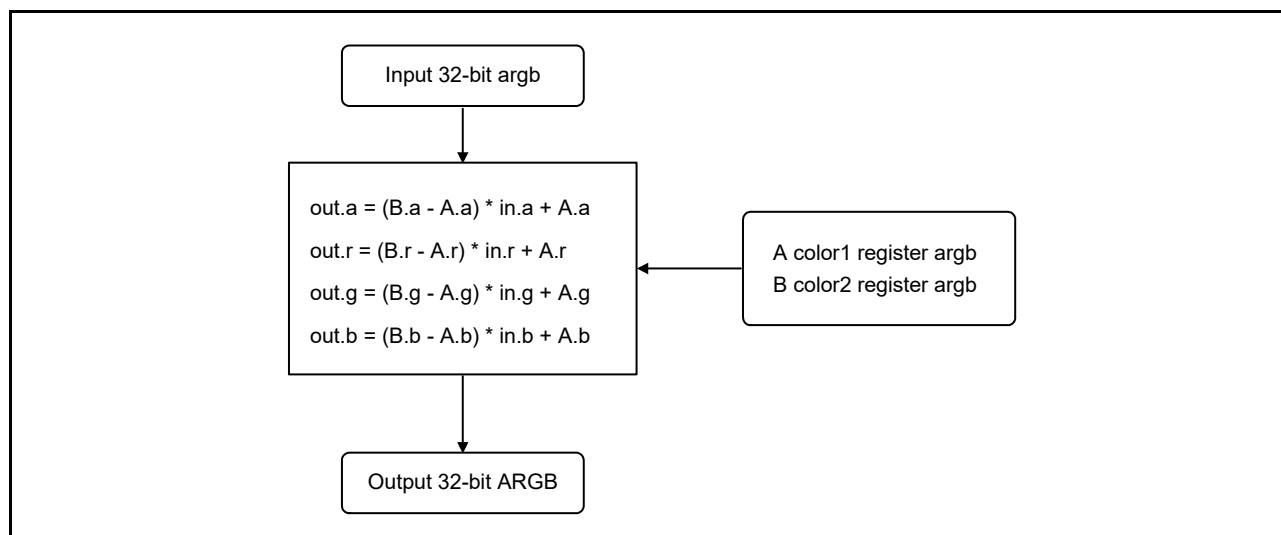 Input 32-bit argb
out.a = (B.a - A.a) * in.a + A.a
out.r = (B.r - A.r) * in.r + A.r
out.g = (B.g - A.g) * in.g + A.g
out.b = (B.b - A.b) * in.b + A.b
A color1 register argb
B color2 register argb
Output 32-bit ARGB